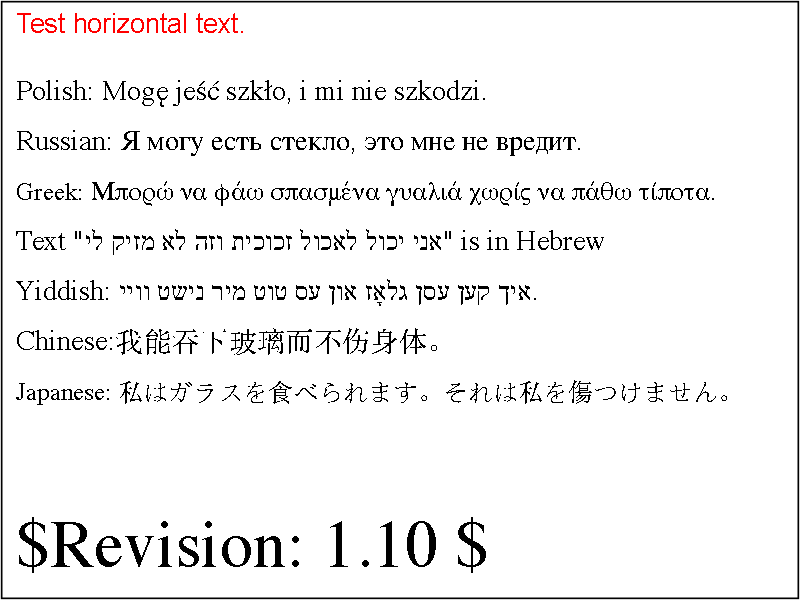 Test horizontal text.
Polish: Mogę jeść szkło, i mi nie szkodzi.
Russian: Я могу есть стекло, это мне не вредит.
Greek: Μπορώ να φάω σπασμένα γυαλιά χωρίς να πάθω τίποτα.
Text "אני יכול לאכול זכוכית וזה לא מזיק לי" is in Hebrew
Yiddish: איך קען עסן גלאָז און עס טוט מיר נישט װײ.
Chinese:我能吞下玻璃而不伤身体。
Japanese: 私はガラスを食べられます。それは私を傷つけません。
$Revision: 1.10 $